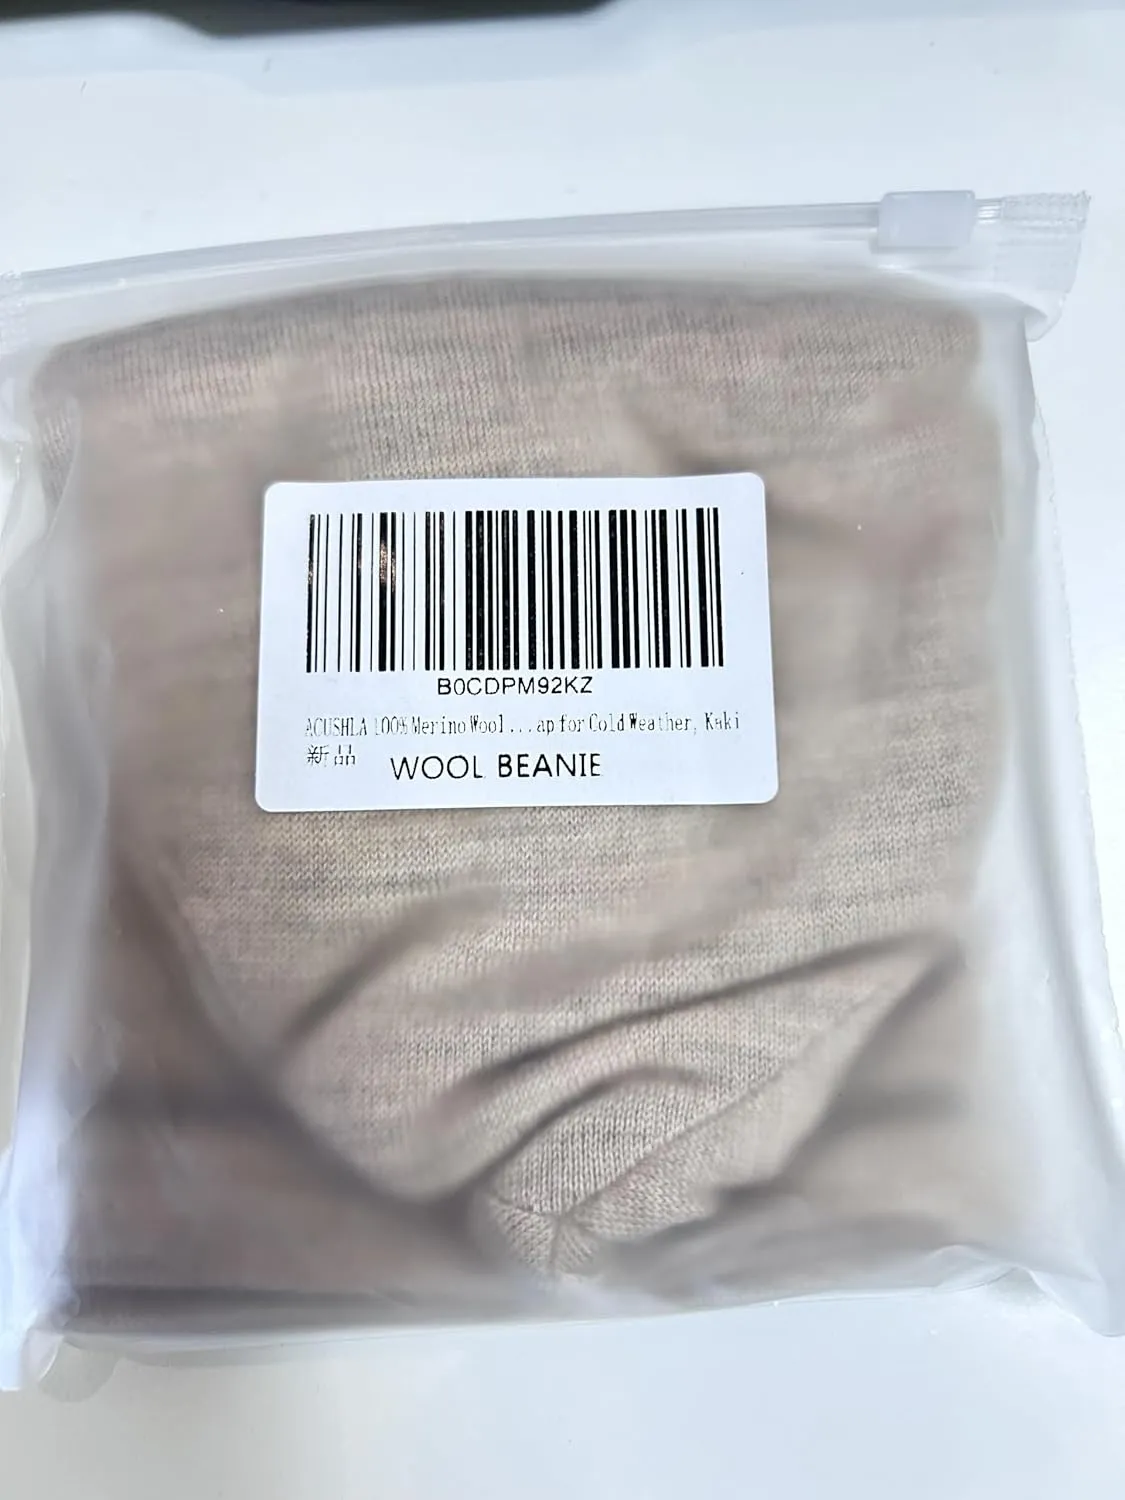 B0CDPM92KZ
ACUSHLA 100% Merino Wool ... ap for Cold Weather, Kaki
新品
WOOL BEANIE